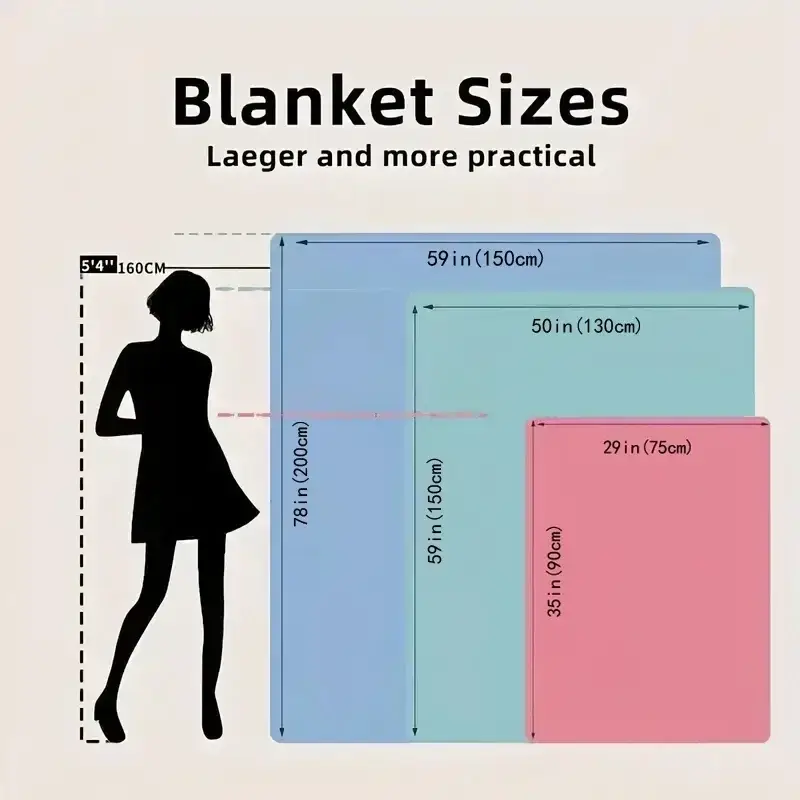 Blanket Sizes
Laeger and more practical
59in(150cm)
5'4'' 160CM
50in(130cm)
78in(200cm)
29in(75cm)
59in(150cm)
35in(90cm)